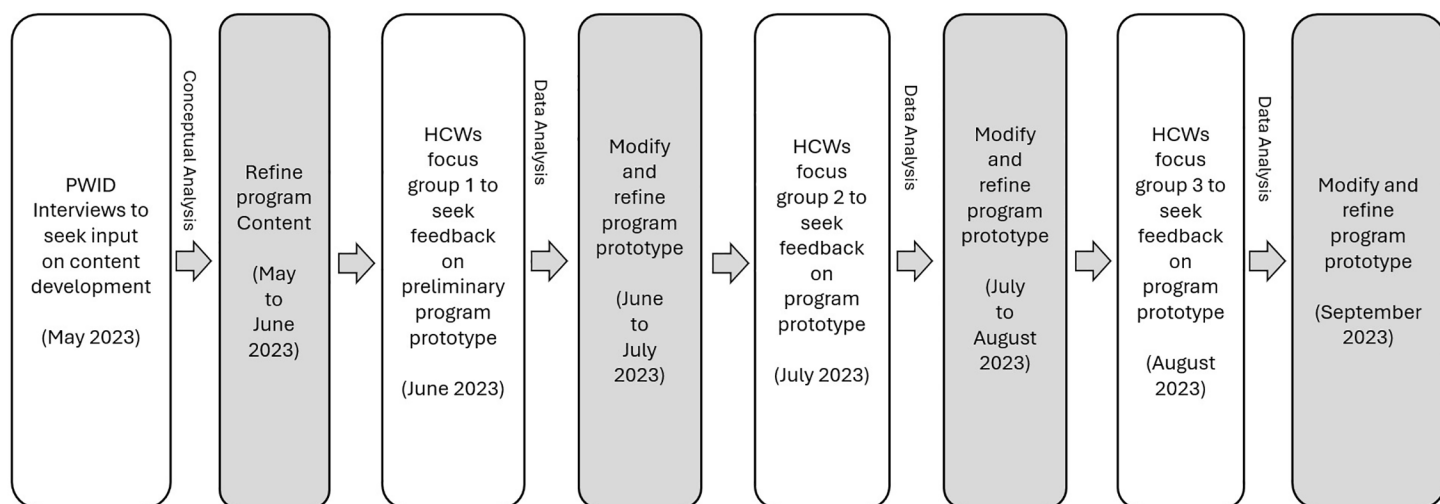 PWID
Interviews to
seek input
on content
development
(May 2023)
Conceptual Analysis
Refine
program
Content
(May
to
June
2023)
HCWs
focus
group 1 to
seek
feedback
on
preliminary
program
prototype
(June 2023)
Data Analysis
Modify
and
refine
program
prototype
(June
to
July
2023)
HCWs
focus
group 2 to
seek
feedback
on
program
prototype
(July 2023)
Data Analysis
Modify
and
refine
program
prototype
(July
to
August
2023)
HCWs
focus
group 3 to
seek
feedback
on
program
prototype
(August
2023)
Data Analysis
Modify and
refine
program
prototype
(September
2023)